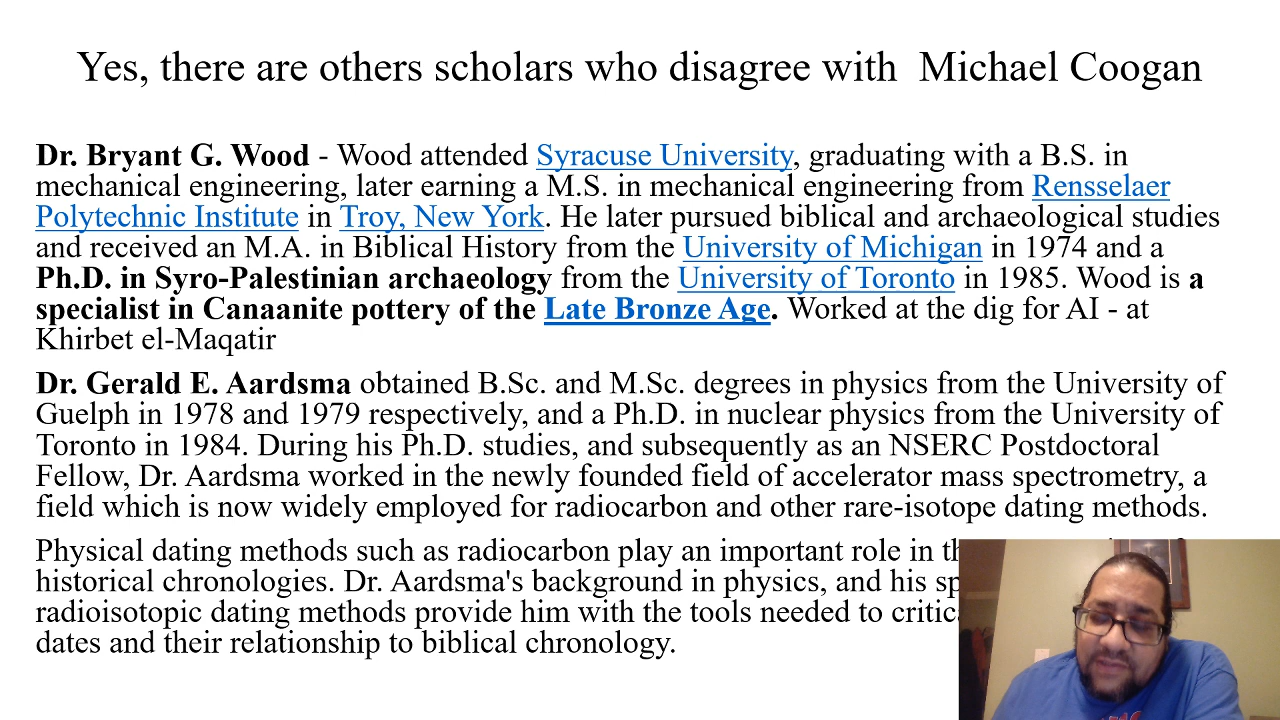 Yes, there are others scholars who disagree with Michael Coogan
Dr. Bryant G. Wood - Wood attended Syracuse University, graduating with a B.S. in
mechanical engineering, later earning a M.S. in mechanical engineering from Rensselaer
Polytechnic Institute in Troy, New York. He later pursued biblical and archaeological studies
and received an M.A. in Biblical History from the University of Michigan in 1974 and a
Ph.D. in Syro-Palestinian archaeology from the University of Toronto in 1985. Wood is a
specialist in Canaanite pottery of the Late Bronze Age. Worked at the dig for AI - at
Khirbet el-Maqatir
Dr. Gerald E. Aardsma obtained B.Sc. and M.Sc. degrees in physics from the University of
Guelph in 1978 and 1979 respectively, and a Ph.D. in nuclear physics from the University of
Toronto in 1984. During his Ph.D. studies, and subsequently as an NSERC Postdoctoral
Fellow, Dr. Aardsma worked in the newly founded field of accelerator mass spectrometry, a
field which is now widely employed for radiocarbon and other rare-isotope dating methods.
Physical dating methods such as radiocarbon play an important role in
historical chronologies. Dr. Aardsma's background in physics, and his
radioisotopic dating methods provide him with the tools needed to
dates and their relationship to biblical chronology.